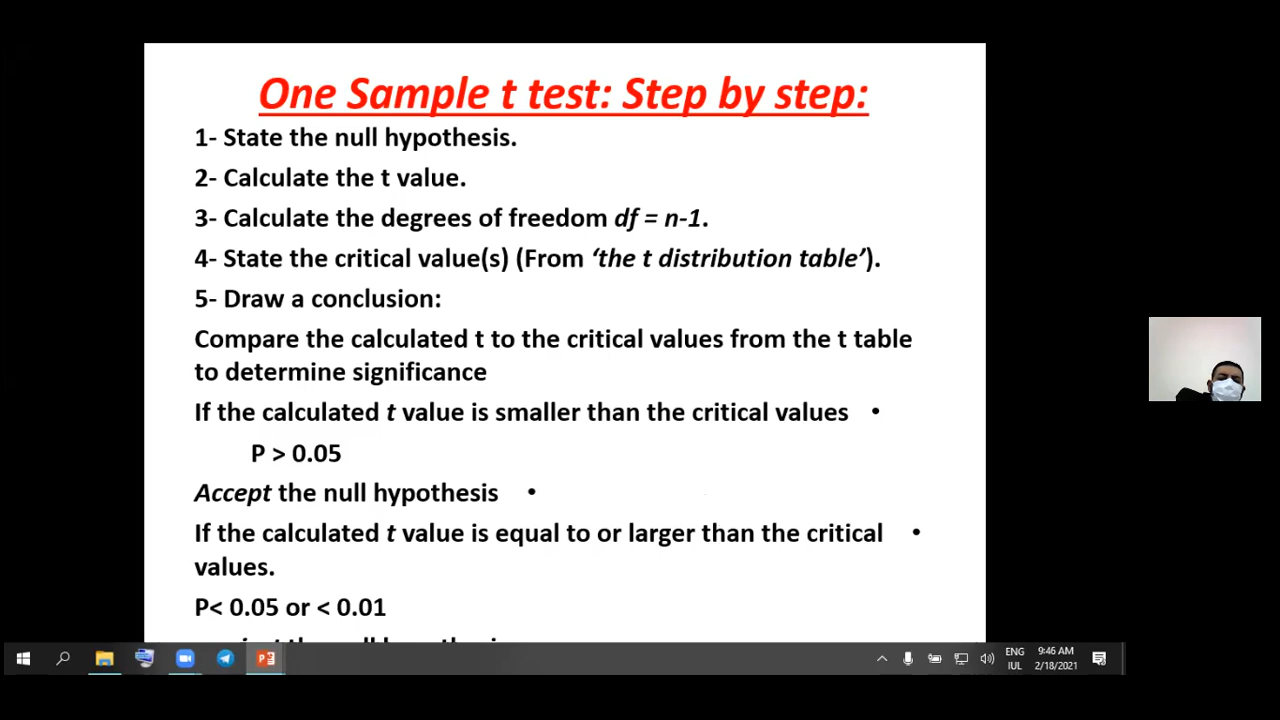 One Sample t test: Step by step:
1- State the null hypothesis.
2- Calculate the t value.
3- Calculate the degrees of freedom df = n-1.
4- State the critical value(s) (From ‘the t distribution table’).
5- Draw a conclusion:
Compare the calculated t to the critical values from the t table
to determine significance
If the calculated t value is smaller than the critical values •
P > 0.05
Accept the null hypothesis •
If the calculated t value is equal to or larger than the critical •
values.
P< 0.05 or < 0.01
the null hypothesis
ENG
IUL
9:46 AM
2/18/2021